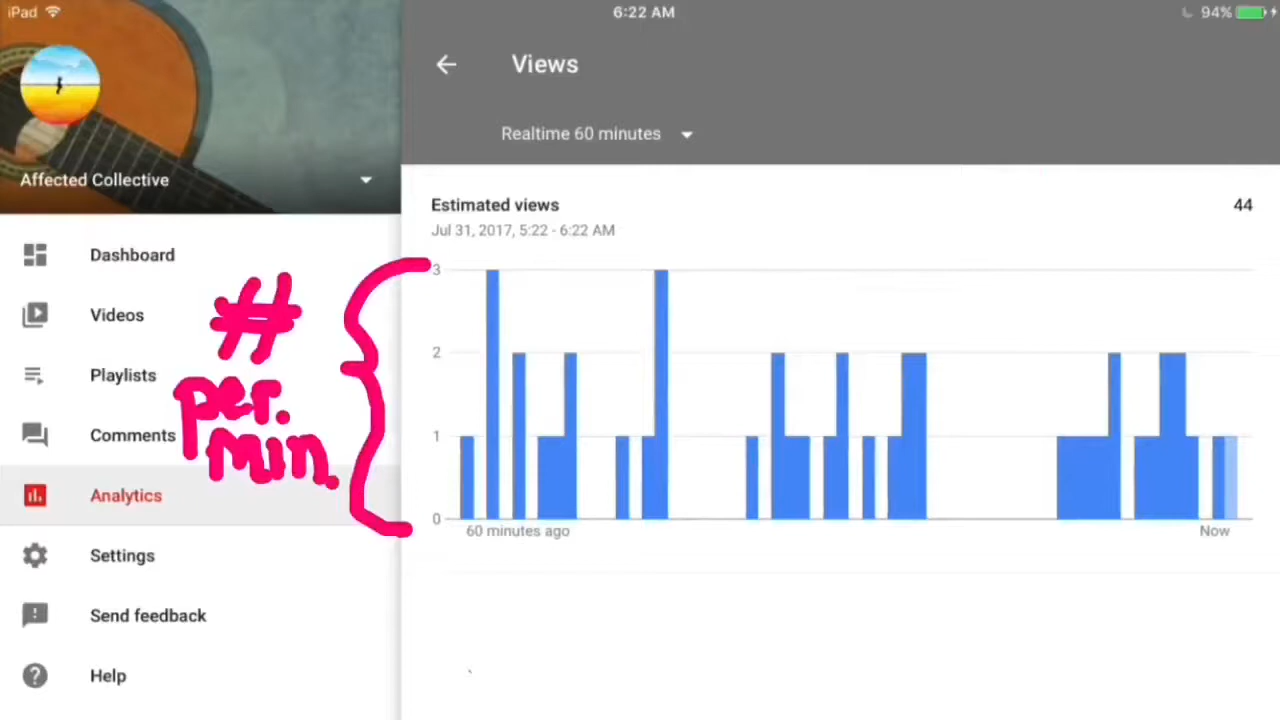 iPad 6:22 AM 94%
Views
Realtime 60 minutes
Affected Collective
Estimated views 44
Jul 31, 2017, 5:22 - 6:22 AM
Dashboard
Videos
Playlists
Comments
Analytics
Settings
Send feedback
Help
#
per.
min.
3
2
1
0
60 minutes ago Now